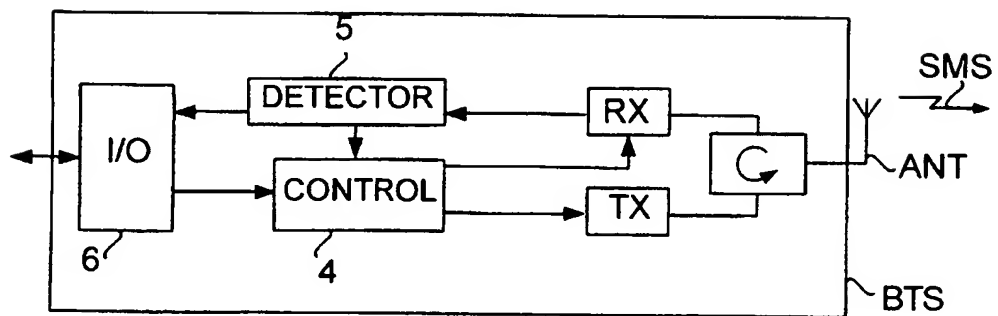 5
SMS
DETECTOR
RX
I/O
ANT
CONTROL
TX
6
4
BTS